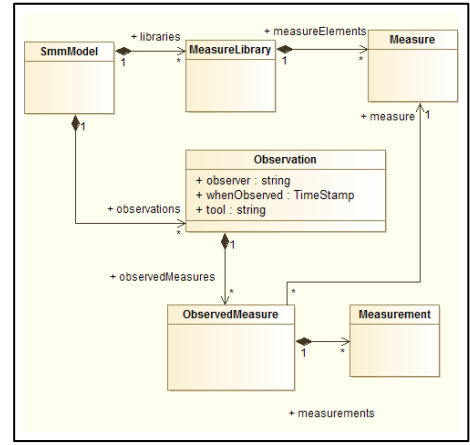 + libraries
+ measureElements
SmmModel
MeasureLibrary
Measure
1
*
1
*
+ measure
1
1
Observation
+ observer : string
+ whenObserved : TimeStamp
+ tool : string
+ observations
*
1
+ observedMeasures
*
*
ObservedMeasure
Measurement
1
*
+ measurements